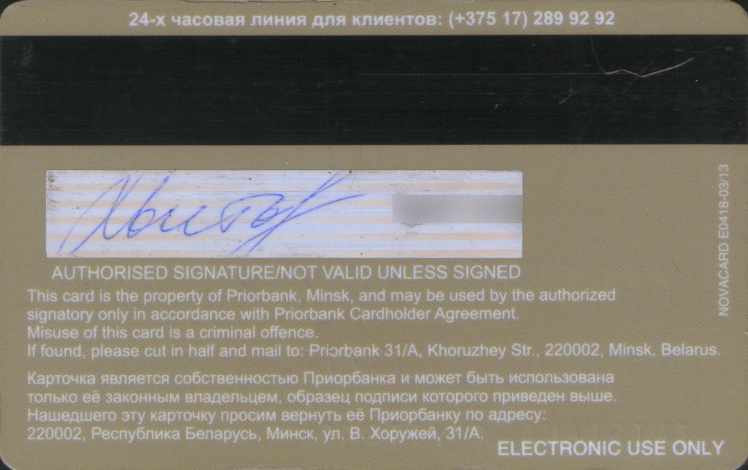 24-х часовая линия для клиентов: (+375 17) 289 92 92
AUTHORISED SIGNATURE/NOT VALID UNLESS SIGNED
This card is the property of Priorbank, Minsk, and may be used by the authorized
signatory only in accordance with Priorbank Cardholder Agreement.
Misuse of this card is a criminal offence.
If found, please cut in half and mail to: Priorbank 31/A, Khoruzhey Str., 220002, Minsk, Belarus.
Карточка является собственностью Приорбанка и может быть использована
только её законным владельцем, образец подписи которого приведен выше.
Нашедшего эту карточку просим вернуть её Приорбанку по адресу:
220002, Республика Беларусь, Минск, ул. В. Хоружей, 31/А.
ELECTRONIC USE ONLY
NOVACARD E0418-03/13